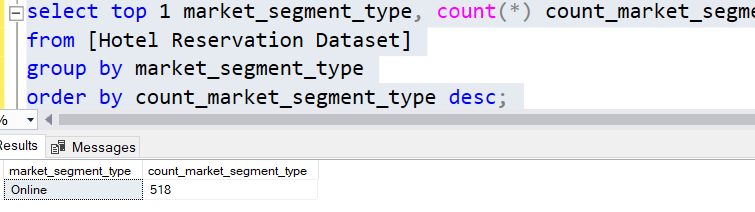 select top 1 market_segment_type, count(*) count_market_segme
from [Hotel Reservation Dataset]
group by market_segment_type
order by count_market_segment_type desc;
%
Results Messages
market_segment_type count_market_segment_type
Online 518